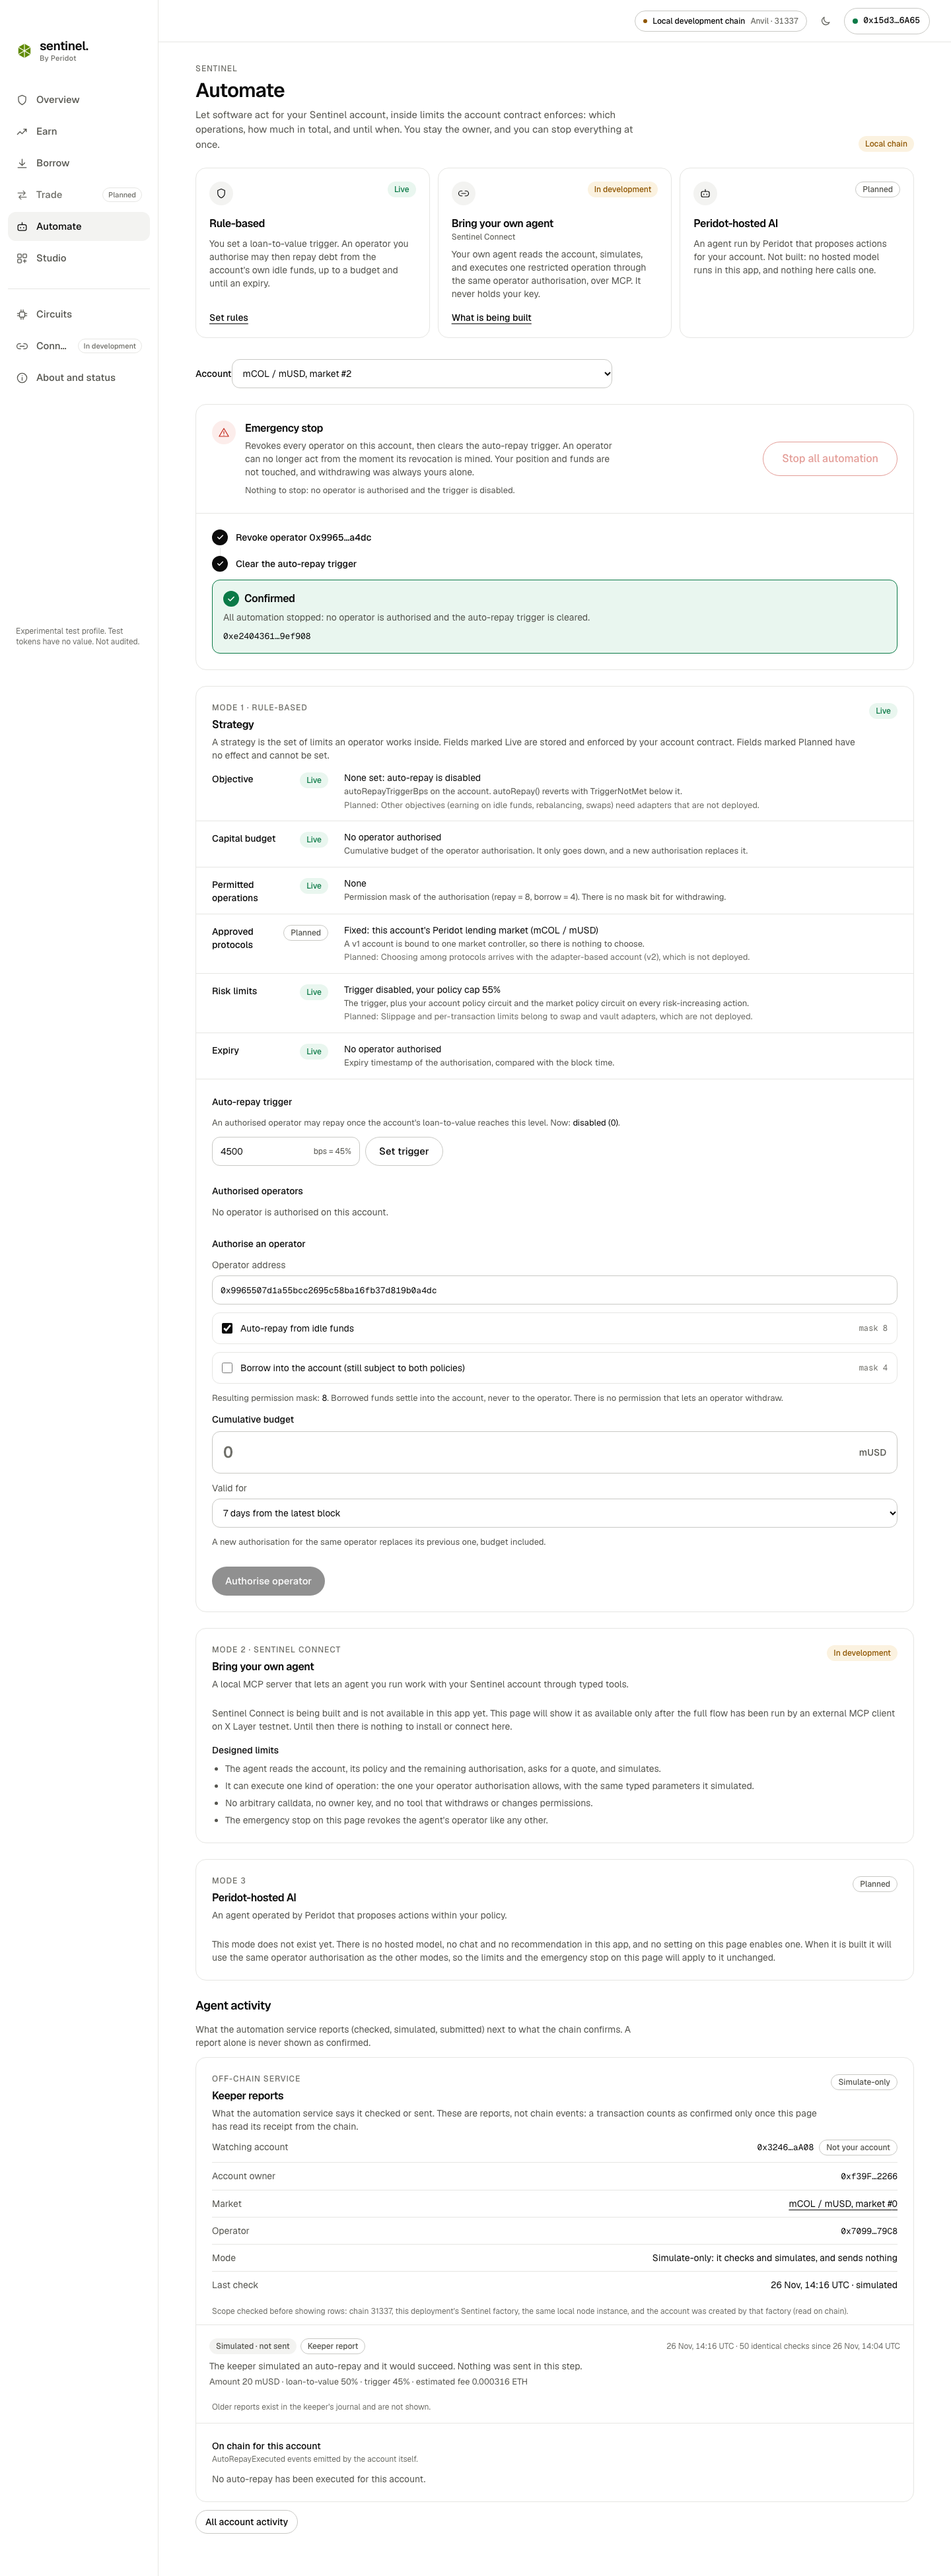 sentinel.
By Peridot
Overview
Earn
Borrow
Trade Planned
Automate
Studio
Circuits
Conn... In development
About and status
Experimental test profile. Test
tokens have no value. Not audited.
Local development chain Anvil · 31337
0x15d3…6A65
SENTINEL
Automate
Let software act for your Sentinel account, inside limits the account contract enforces: which
operations, how much in total, and until when. You stay the owner, and you can stop everything at
once.
Local chain
Live
Rule-based
You set a loan-to-value trigger. An operator you
authorise may then repay debt from the
account's own idle funds, up to a budget and
until an expiry.
Set rules
In development
Bring your own agent
Sentinel Connect
Your own agent reads the account, simulates,
and executes one restricted operation through
the same operator authorisation, over MCP. It
never holds your key.
What is being built
Planned
Peridot-hosted AI
An agent run by Peridot that proposes actions
for your account. Not built: no hosted model
runs in this app, and nothing here calls one.
Account mCOL / mUSD, market #2
Emergency stop
Revokes every operator on this account, then clears the auto-repay trigger. An operator
can no longer act from the moment its revocation is mined. Your position and funds are
not touched, and withdrawing was always yours alone.
Nothing to stop: no operator is authorised and the trigger is disabled.
Stop all automation
Revoke operator 0x9965…a4dc
Clear the auto-repay trigger
Confirmed
All automation stopped: no operator is authorised and the auto-repay trigger is cleared.
0xe2404361…9ef908
MODE 1 · RULE-BASED
Live
Strategy
A strategy is the set of limits an operator works inside. Fields marked Live are stored and enforced by your account contract. Fields marked Planned have
no effect and cannot be set.
Objective Live None set: auto-repay is disabled
autoRepayTriggerBps on the account. autoRepay() reverts with TriggerNotMet below it.
Planned: Other objectives (earning on idle funds, rebalancing, swaps) need adapters that are not deployed.
Capital budget Live No operator authorised
Cumulative budget of the operator authorisation. It only goes down, and a new authorisation replaces it.
Permitted
operations
Live None
Permission mask of the authorisation (repay = 8, borrow = 4). There is no mask bit for withdrawing.
Approved
protocols
Planned Fixed: this account's Peridot lending market (mCOL / mUSD)
A v1 account is bound to one market controller, so there is nothing to choose.
Planned: Choosing among protocols arrives with the adapter-based account (v2), which is not deployed.
Risk limits Live Trigger disabled, your policy cap 55%
The trigger, plus your account policy circuit and the market policy circuit on every risk-increasing action.
Planned: Slippage and per-transaction limits belong to swap and vault adapters, which are not deployed.
Expiry Live No operator authorised
Expiry timestamp of the authorisation, compared with the block time.
Auto-repay trigger
An authorised operator may repay once the account's loan-to-value reaches this level. Now: disabled (0).
4500 bps = 45% Set trigger
Authorised operators
No operator is authorised on this account.
Authorise an operator
Operator address
0x9965507d1a55bcc2695c58ba16fb37d819b0a4dc
Auto-repay from idle funds mask 8
Borrow into the account (still subject to both policies) mask 4
Resulting permission mask: 8. Borrowed funds settle into the account, never to the operator. There is no permission that lets an operator withdraw.
Cumulative budget
0 mUSD
Valid for
7 days from the latest block
A new authorisation for the same operator replaces its previous one, budget included.
Authorise operator
MODE 2 · SENTINEL CONNECT
In development
Bring your own agent
A local MCP server that lets an agent you run work with your Sentinel account through typed tools.
Sentinel Connect is being built and is not available in this app yet. This page will show it as available only after the full flow has been run by an external MCP client
on X Layer testnet. Until then there is nothing to install or connect here.
Designed limits
• The agent reads the account, its policy and the remaining authorisation, asks for a quote, and simulates.
• It can execute one kind of operation: the one your operator authorisation allows, with the same typed parameters it simulated.
• No arbitrary calldata, no owner key, and no tool that withdraws or changes permissions.
• The emergency stop on this page revokes the agent's operator like any other.
MODE 3
Planned
Peridot-hosted AI
An agent operated by Peridot that proposes actions within your policy.
This mode does not exist yet. There is no hosted model, no chat and no recommendation in this app, and no setting on this page enables one. When it is built it will
use the same operator authorisation as the other modes, so the limits and the emergency stop on this page will apply to it unchanged.
Agent activity
What the automation service reports (checked, simulated, submitted) next to what the chain confirms. A
report alone is never shown as confirmed.
OFF-CHAIN SERVICE
Simulate-only
Keeper reports
What the automation service says it checked or sent. These are reports, not chain events: a transaction counts as confirmed only once this page
has read its receipt from the chain.
Watching account 0x3246…aA08 Not your account
Account owner 0xf39F…2266
Market mCOL / mUSD, market #0
Operator 0x7099…79C8
Mode Simulate-only: it checks and simulates, and sends nothing
Last check 26 Nov, 14:16 UTC · simulated
Scope checked before showing rows: chain 31337, this deployment's Sentinel factory, the same local node instance, and the account was created by that factory (read on chain).
Simulated · not sent Keeper report 26 Nov, 14:16 UTC · 50 identical checks since 26 Nov, 14:04 UTC
The keeper simulated an auto-repay and it would succeed. Nothing was sent in this step.
Amount 20 mUSD · loan-to-value 50% · trigger 45% · estimated fee 0.000316 ETH
Older reports exist in the keeper's journal and are not shown.
On chain for this account
AutoRepayExecuted events emitted by the account itself.
No auto-repay has been executed for this account.
All account activity